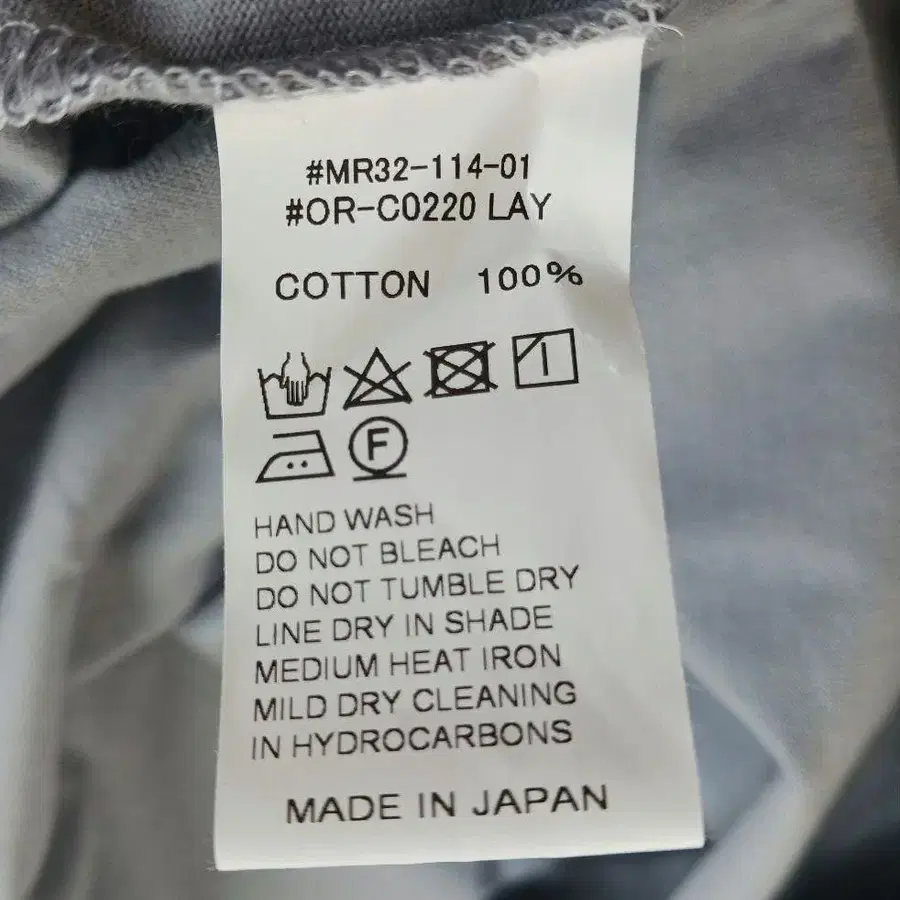 #MR32-114-01
#OR-C0220 LAY
COTTON 100%
F
HAND WASH
DO NOT BLEACH
DO NOT TUMBLE DRY
LINE DRY IN SHADE
MEDIUM HEAT IRON
MILD DRY CLEANING
IN HYDROCARBONS
MADE IN JAPAN